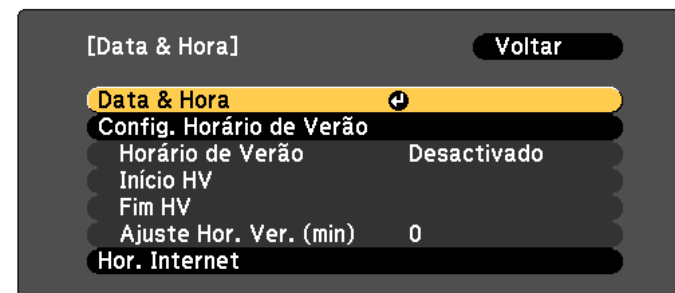 [Data & Hora] Voltar
Data & Hora
Config. Horário de Verão
Horário de Verão Desactivado
Início HV
Fim HV
Ajuste Hor. Ver. (min) 0
Hor. Internet